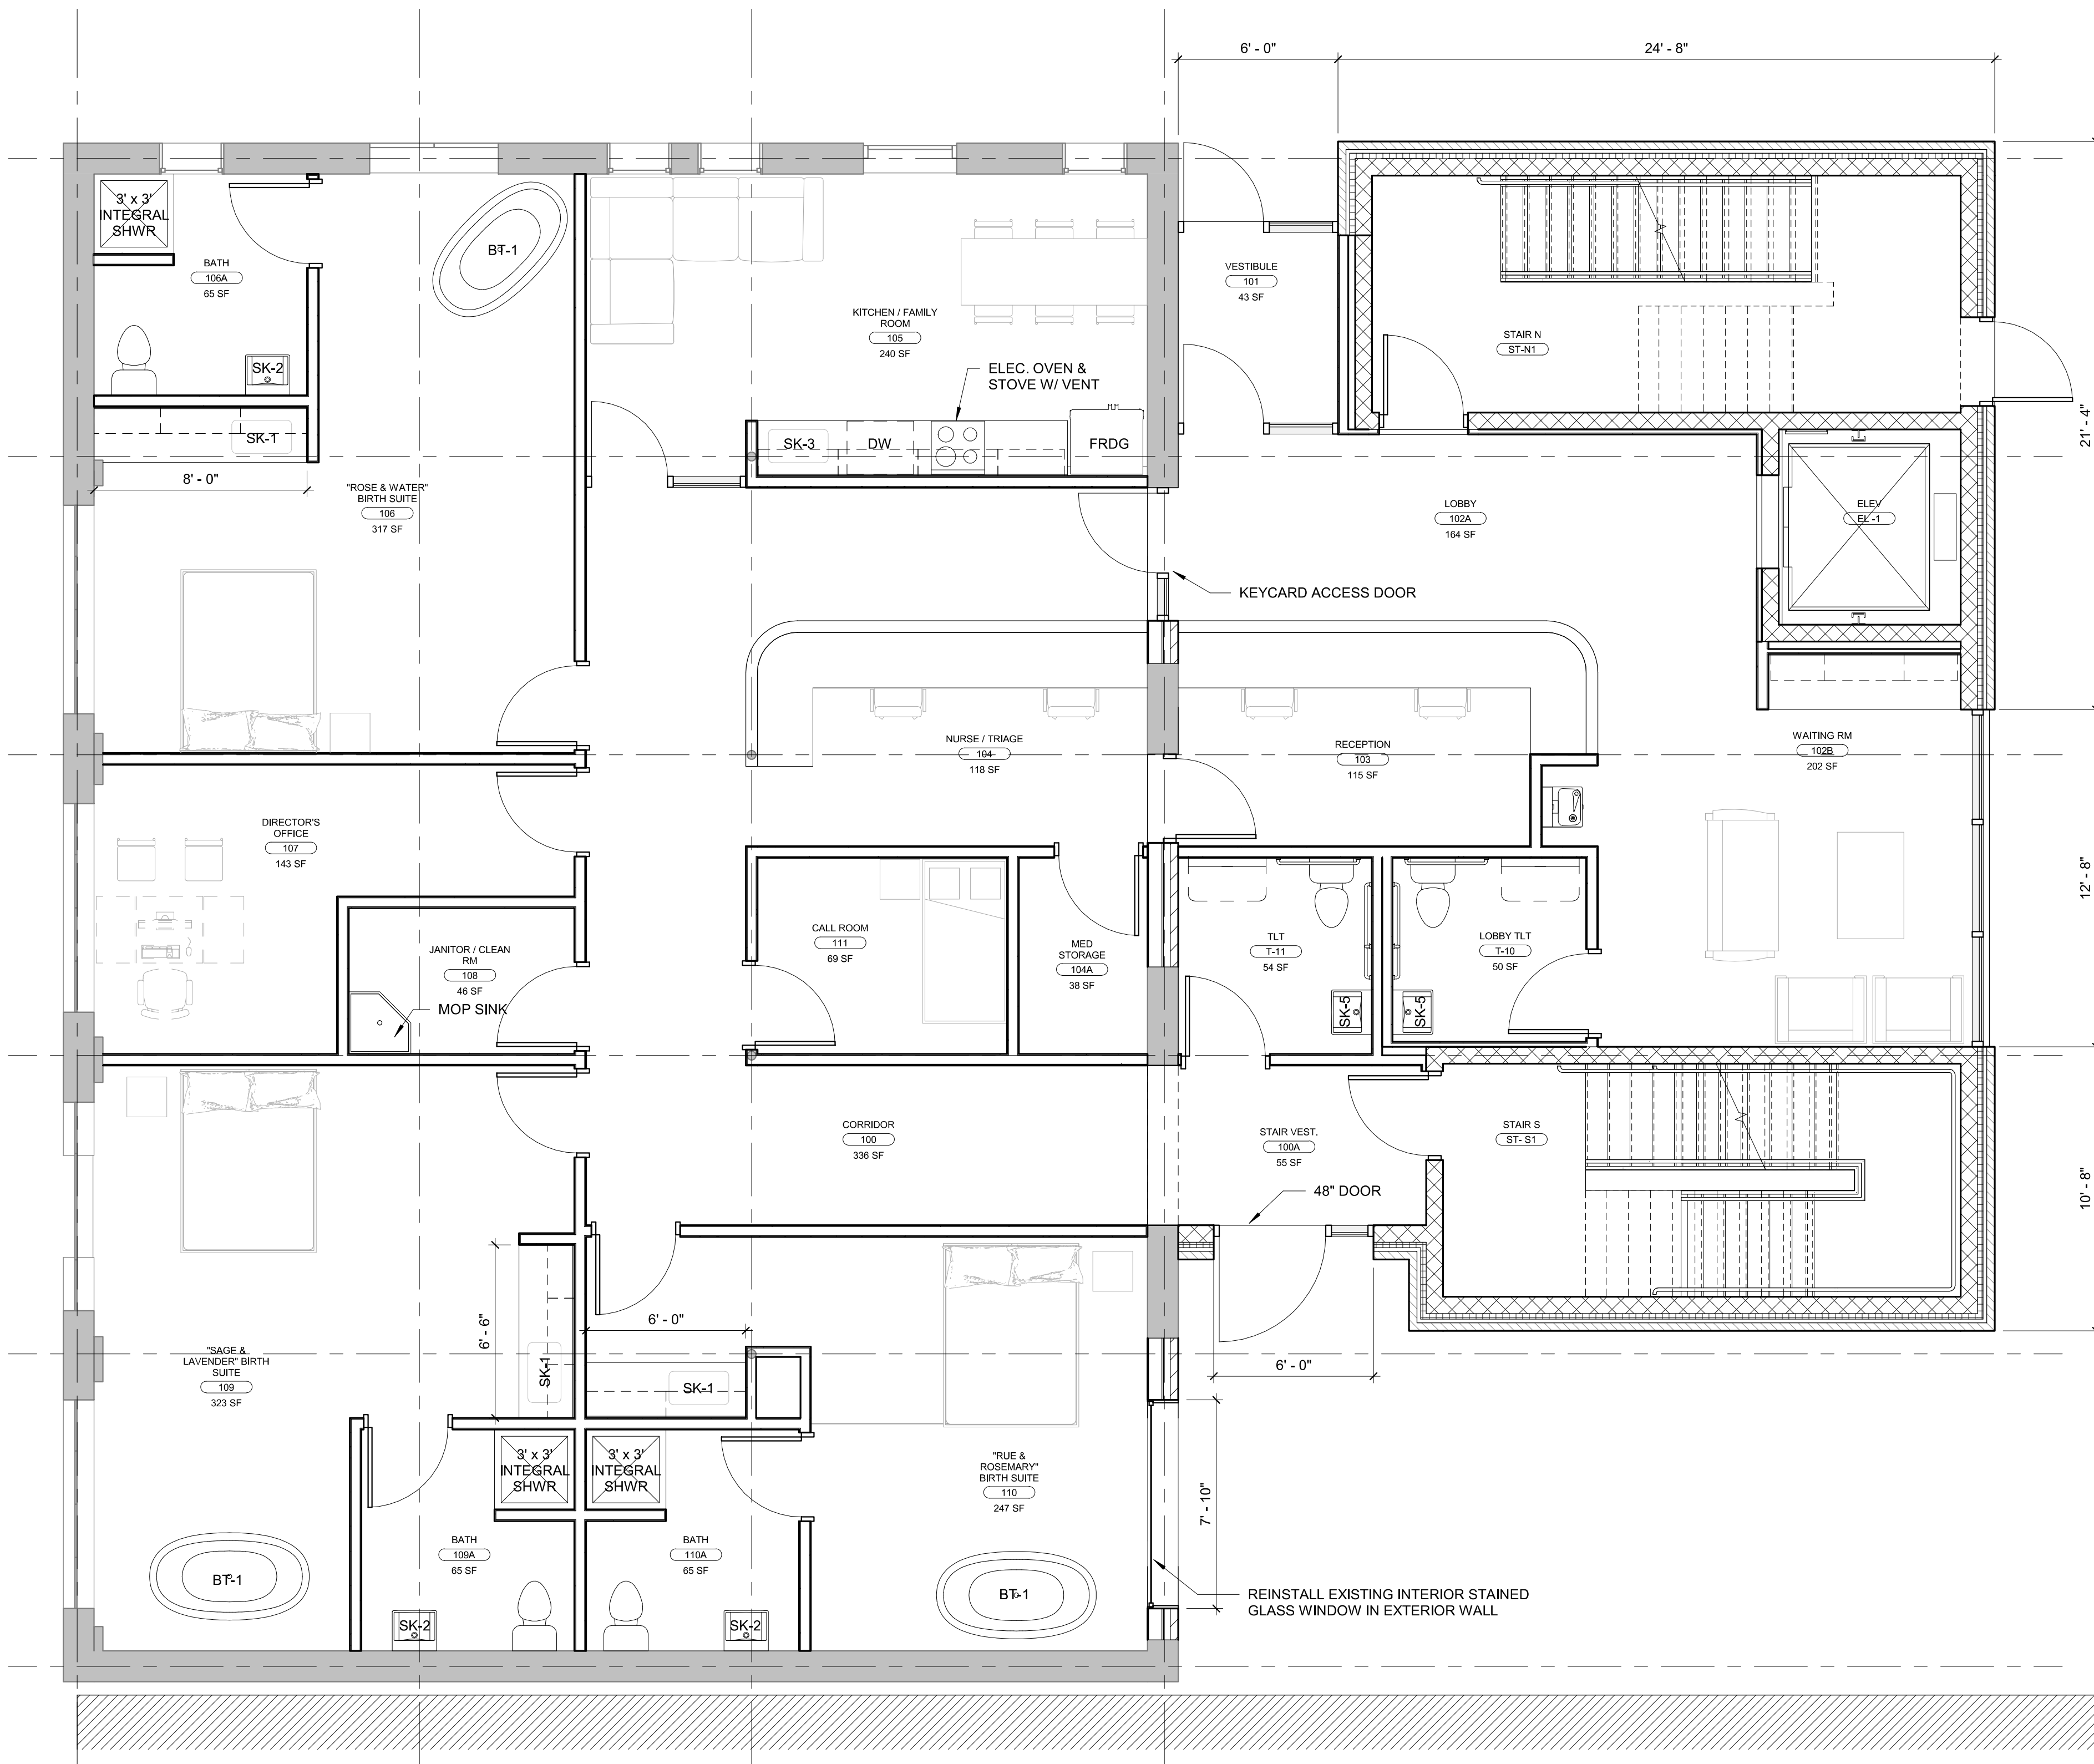 6' - 0"
24' - 8"
3' x 3'
INTEGRAL
SHWR
BATH
106A
65 SF
BT-1
SK-2
SK-1
8' - 0"
"ROSE & WATER"
BIRTH SUITE
106
317 SF
KITCHEN / FAMILY
ROOM
105
240 SF
ELEC. OVEN &
STOVE W/ VENT
SK-3
DW
FRDG
VESTIBULE
101
43 SF
STAIR N
ST-N1
21' - 4"
LOBBY
102A
164 SF
ELEV
EL -1
KEYCARD ACCESS DOOR
NURSE / TRIAGE
104
118 SF
RECEPTION
103
115 SF
WAITING RM
102B
202 SF
DIRECTOR'S
OFFICE
107
143 SF
JANITOR / CLEAN
RM
108
46 SF
MOP SINK
CALL ROOM
111
69 SF
MED
STORAGE
104A
38 SF
TLT
T-11
54 SF
SK-5
LOBBY TLT
T-10
50 SF
SK-5
12' - 8"
CORRIDOR
100
336 SF
STAIR VEST.
100A
55 SF
48" DOOR
STAIR S
ST- S1
10' - 8"
6' - 6"
SK-1
6' - 0"
SK-1
6' - 0"
"SAGE &
LAVENDER" BIRTH
SUITE
109
323 SF
3' x 3'
INTEGRAL
SHWR
3' x 3'
INTEGRAL
SHWR
"RUE &
ROSEMARY"
BIRTH SUITE
110
247 SF
7' - 10"
BATH
109A
65 SF
BATH
110A
65 SF
BT-1
BT-1
SK-2
SK-2
REINSTALL EXISTING INTERIOR STAINED
GLASS WINDOW IN EXTERIOR WALL